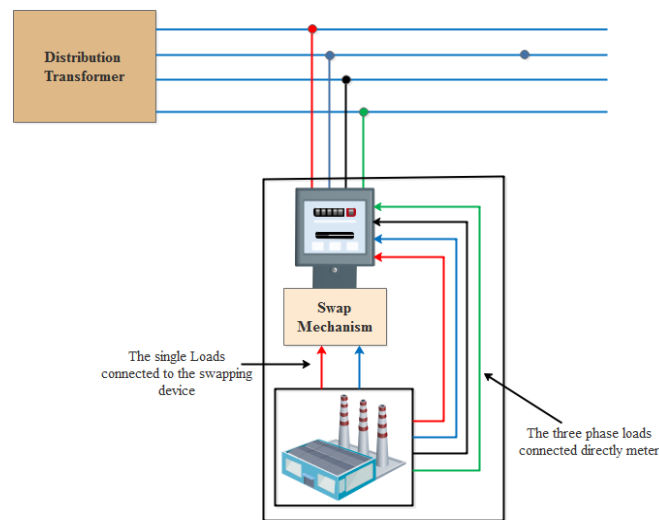 Distribution
Transformer
Swap
Mechanism
The single Loads
connected to the swapping
device
The three phase loads
connected directly meter